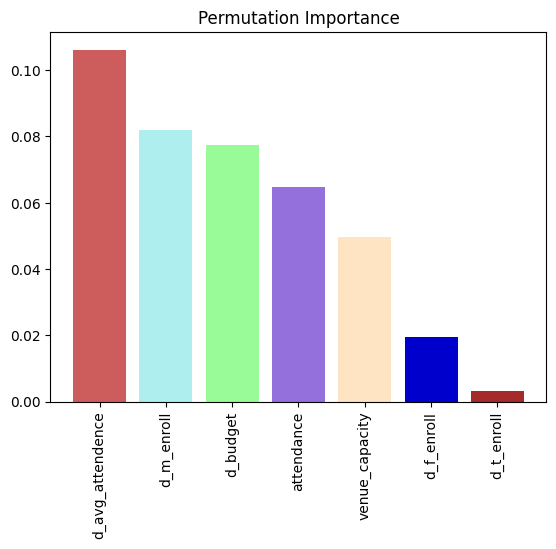 Permutation Importance
0.10
0.08
0.06
0.04
0.02
0.00
d_avg_attendence
d_m_enroll
d_budget
attendance
venue_capacity
d_f_enroll
d_t_enroll